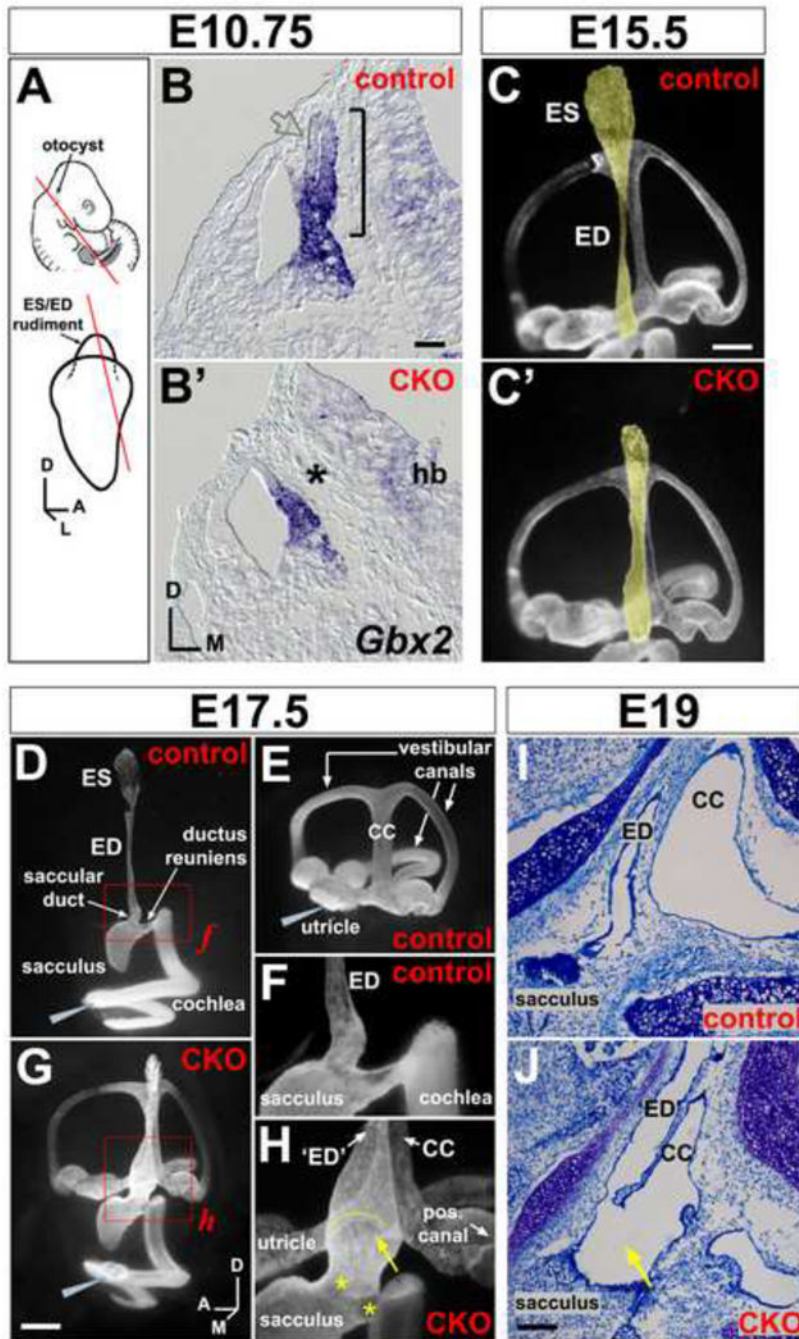 E10.75
E15.5
A
otocyst
ES/ED
rudiment
D
A
L
B
control
B'
CKO
*
hb
D
M
Gbx2
C
control
ES
ED
C'
CKO
E17.5
E19
D
control
ES
ED
ductus
reuniens
saccular
duct
f
sacculus
cochlea
E
vestibular
canals
CC
utricle
control
F
control
ED
sacculus
cochlea
G
CKO
h
D
A
M
H
'ED'
CC
utricle
pos.
canal
*
*
sacculus
CKO
I
CC
ED
sacculus
control
J
ED'
CC
sacculus
CKO